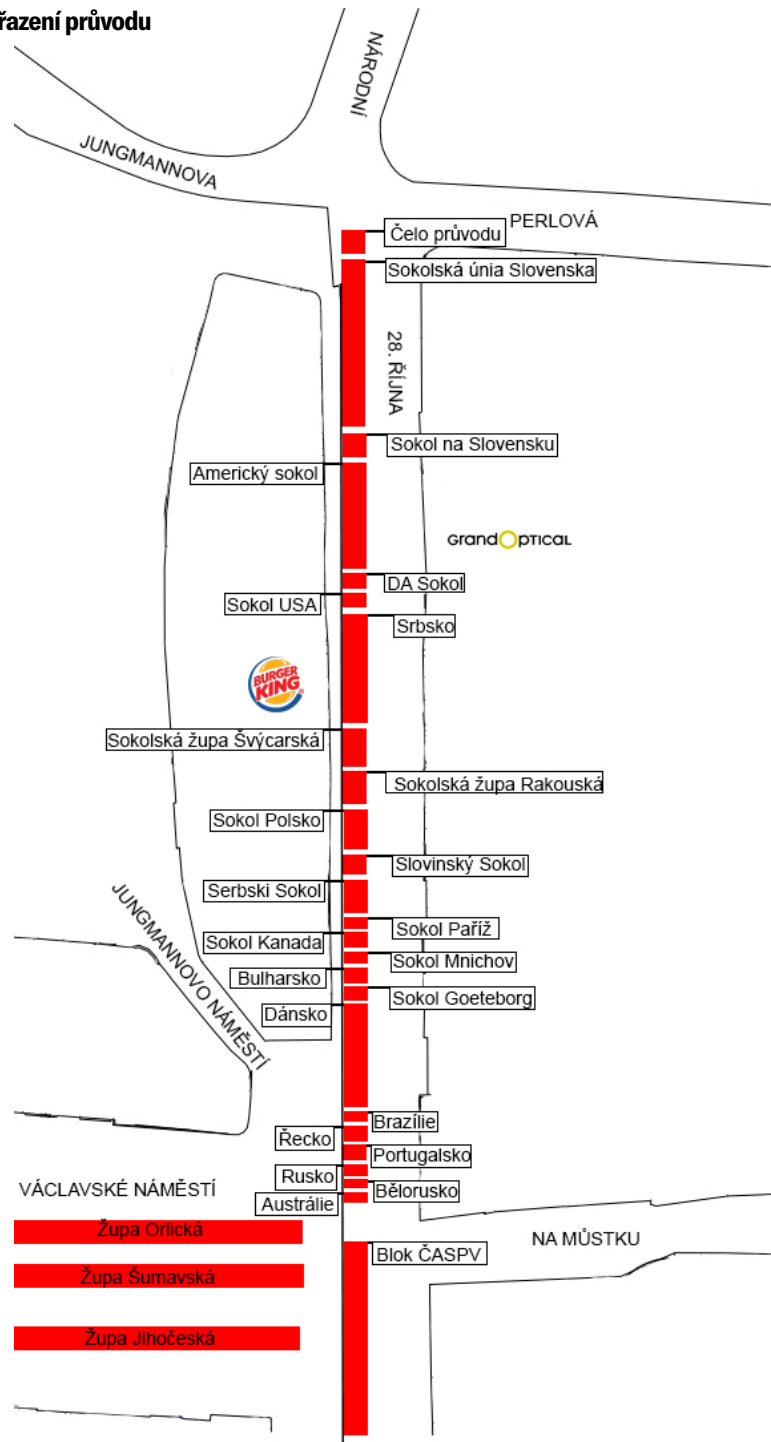 řazení průvodu
NÁRODNÍ
JUNGMANNOVA
PERLOVÁ
Čelo průvodu
Sokolská únia Slovenska
28. ŘÍJNA
Sokol na Slovensku
Americký sokol
GrandOptical
DA Sokol
Sokol USA
Srbsko
BURGER
KING
Sokolská župa Švýcarská
Sokolská župa Rakouská
Sokol Polsko
Slovinský Sokol
Serbski Sokol
JUNGMANNOVO NÁMĚSTÍ
Sokol Paříž
Sokol Kanada
Sokol Mnichov
Bulharsko
Sokol Goeteborg
Dánsko
Brazílie
Řecko
Portugalsko
Rusko
Bělorusko
VÁCLAVSKÉ NÁMĚSTÍ
Austrálie
Župa Orlická
NA MŮSTKU
Blok ČASPV
Župa Šumavská
Župa Jihočeská